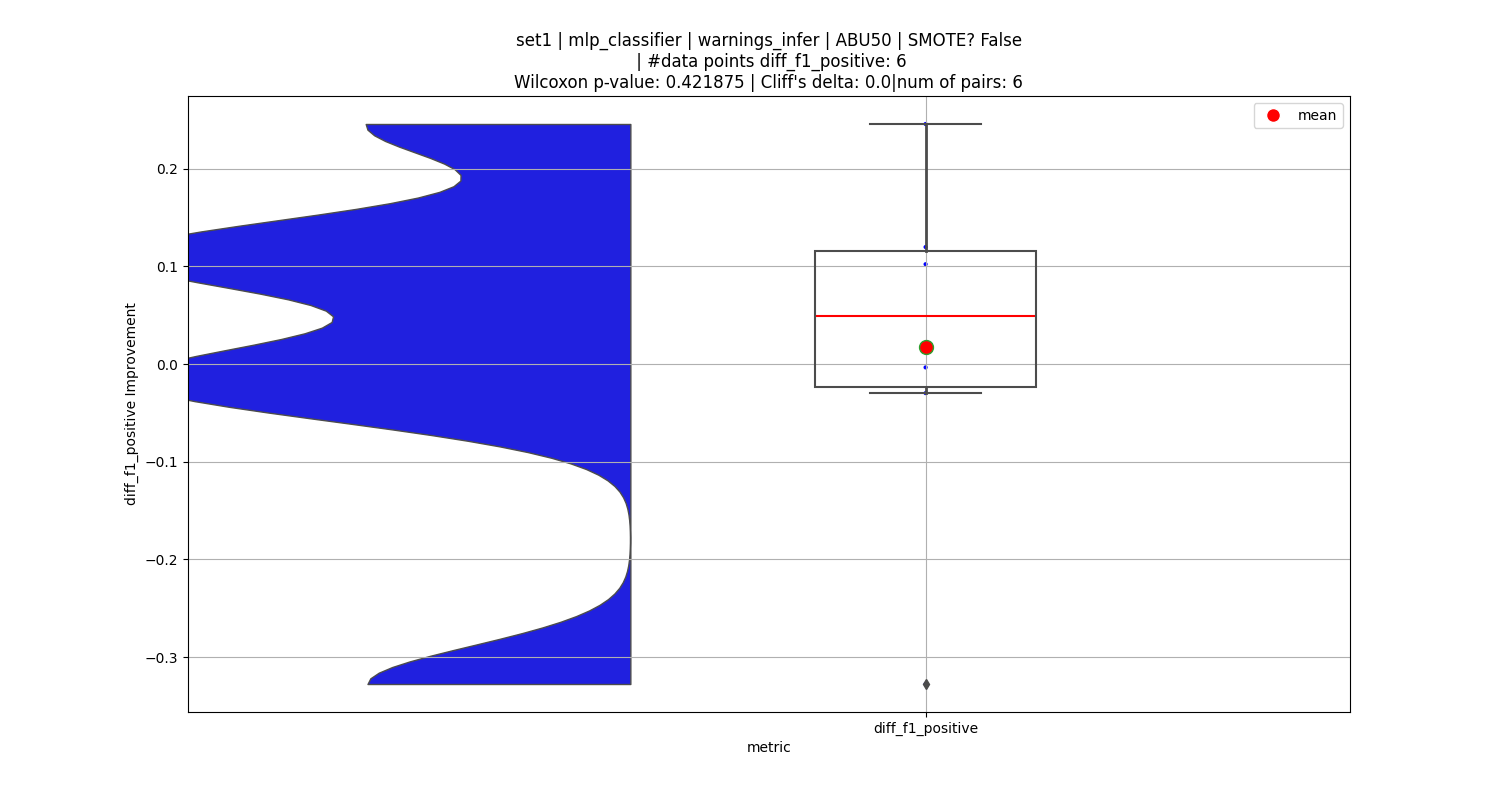 set1 | mlp_classifier | warnings_infer | ABU50 | SMOTE? False
| #data points diff_f1_positive: 6
Wilcoxon p-value: 0.421875 | Cliff's delta: 0.0|num of pairs: 6
mean
0.2
0.1
0.0
−0.1
−0.2
−0.3
diff_f1_positive Improvement
diff_f1_positive
metric